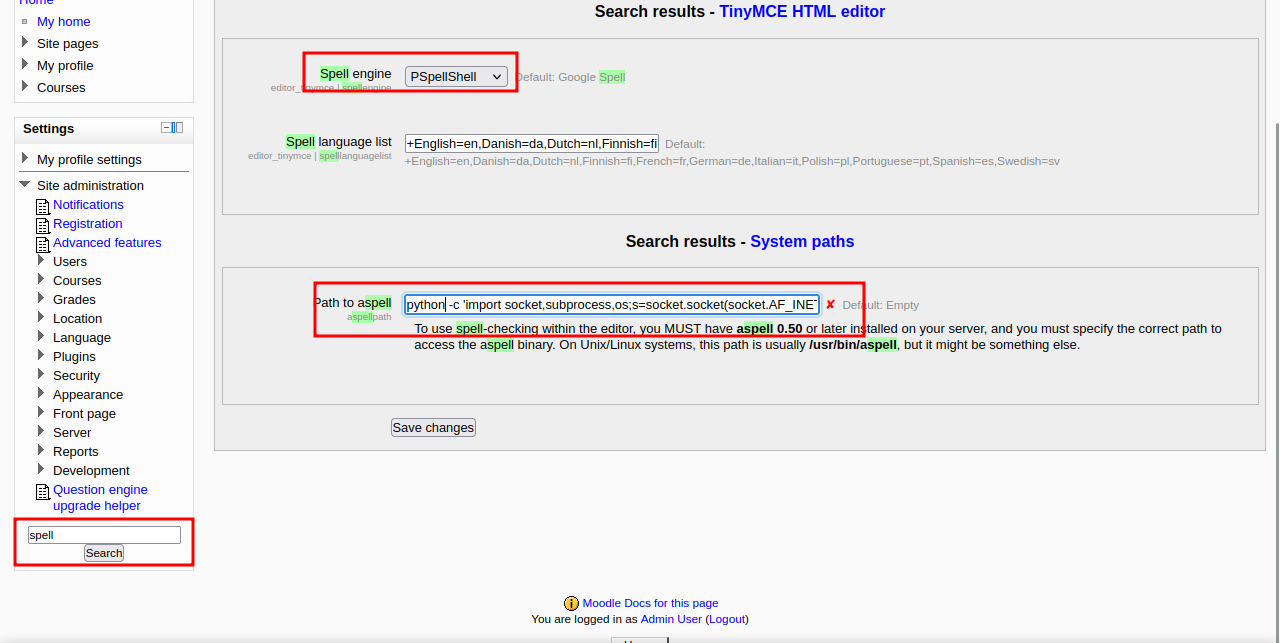 Home
My home
Site pages
My profile
Courses
Settings
My profile settings
Site administration
Notifications
Registration
Advanced features
Users
Courses
Grades
Location
Language
Plugins
Security
Appearance
Front page
Server
Reports
Development
Question engine
upgrade helper
spell
Search
Search results - TinyMCE HTML editor
Spell engine
editor_tinymce | spellengine
PSpellShell
Default: Google Spell
Spell language list
editor_tinymce | spelllanguagelist
+English=en,Danish=da,Dutch=nl,Finnish=fi
Default:
+English=en,Danish=da,Dutch=nl,Finnish=fi,French=fr,German=de,Italian=it,Polish=pl,Portuguese=pt,Spanish=es,Swedish=sv
Search results - System paths
Path to aspell
aspellpath
python -c 'import socket,subprocess,os;s=socket.socket(socket.AF_INET
✘ Default: Empty
To use spell-checking within the editor, you MUST have aspell 0.50 or later installed on your server, and you must specify the correct path to
access the aspell binary. On Unix/Linux systems, this path is usually /usr/bin/aspell, but it might be something else.
Save changes
Moodle Docs for this page
You are logged in as Admin User (Logout)